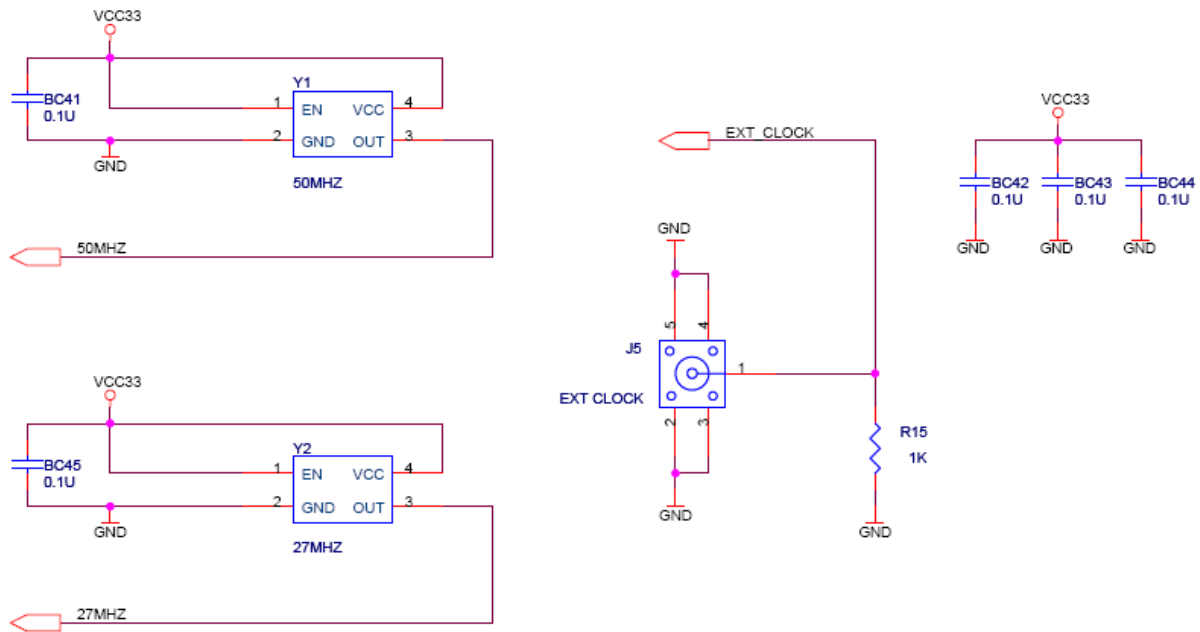 VCC33
BC41
0.1U
Y1
1 EN VCC 4
2 GND OUT 3
GND
50MHZ
50MHZ
VCC33
BC45
0.1U
Y2
1 EN VCC 4
2 GND OUT 3
GND
27MHZ
27MHZ
EXT CLOCK
GND
5 4
J5
1
EXT CLOCK
2 3
GND
R15
1K
GND
VCC33
BC42 BC43 BC44
0.1U 0.1U 0.1U
GND GND GND